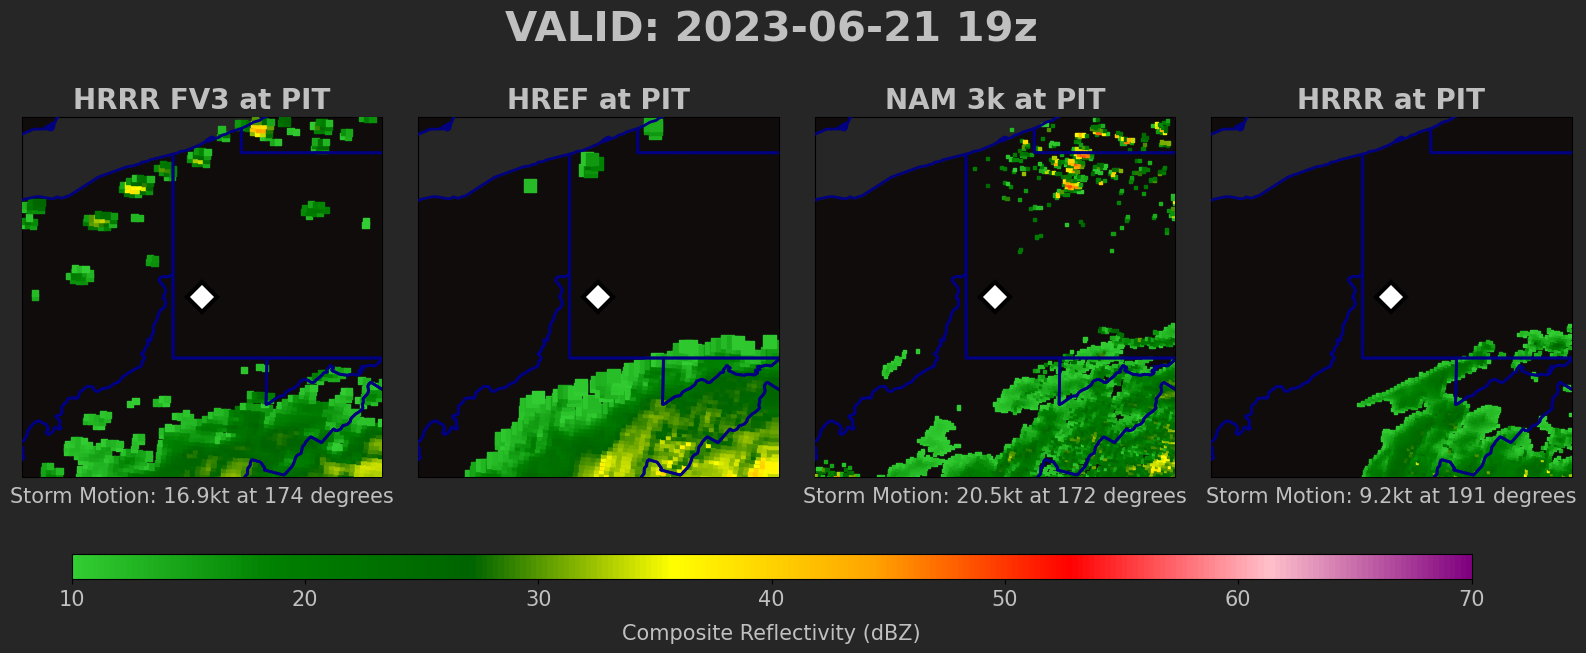 VALID: 2023-06-21 19z
HRRR FV3 at PIT
HREF at PIT
NAM 3k at PIT
HRRR at PIT
Storm Motion: 16.9kt at 174 degrees
Storm Motion: 20.5kt at 172 degrees
Storm Motion: 9.2kt at 191 degrees
10 20 30 40 50 60 70
Composite Reflectivity (dBZ)